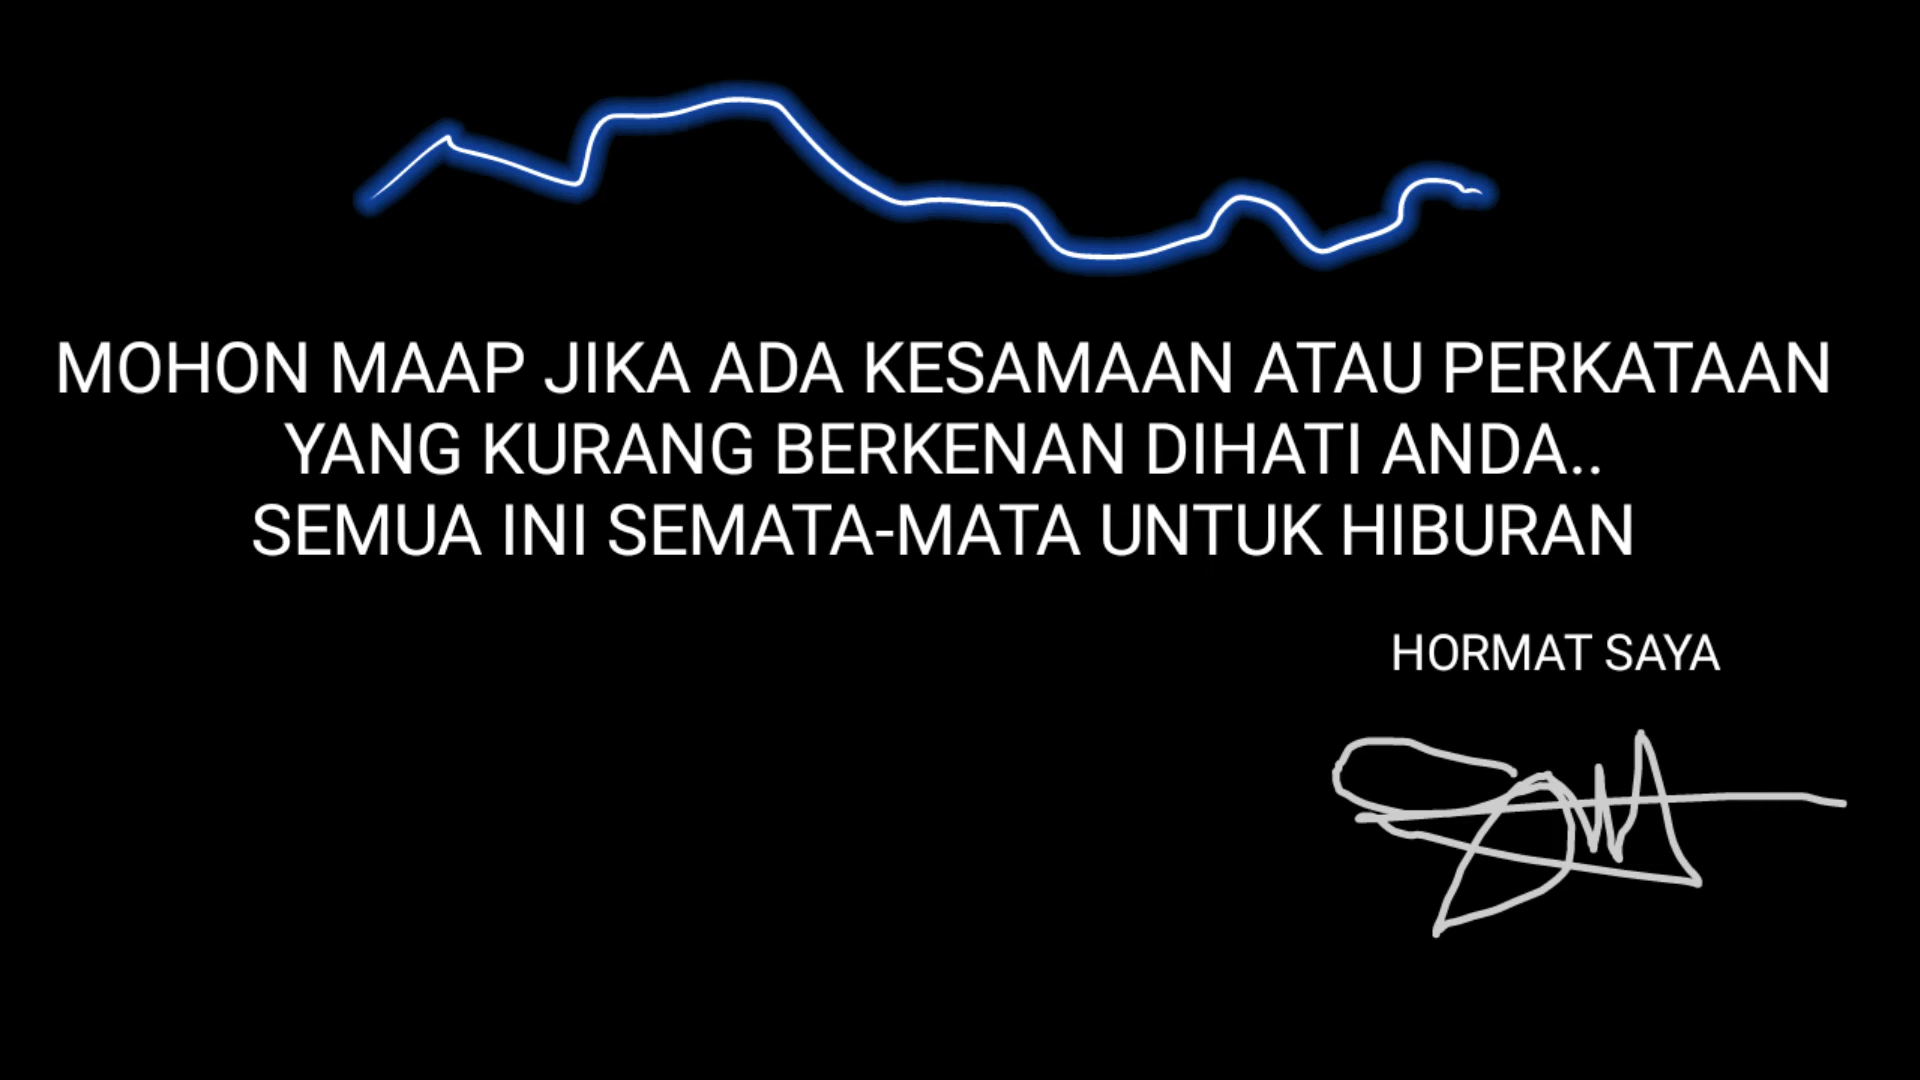 MOHON MAAP JIKA ADA KESAMAAN ATAU PERKATAAN
YANG KURANG BERKENAN DIHATI ANDA..
SEMUA INI SEMATA-MATA UNTUK HIBURAN
HORMAT SAYA